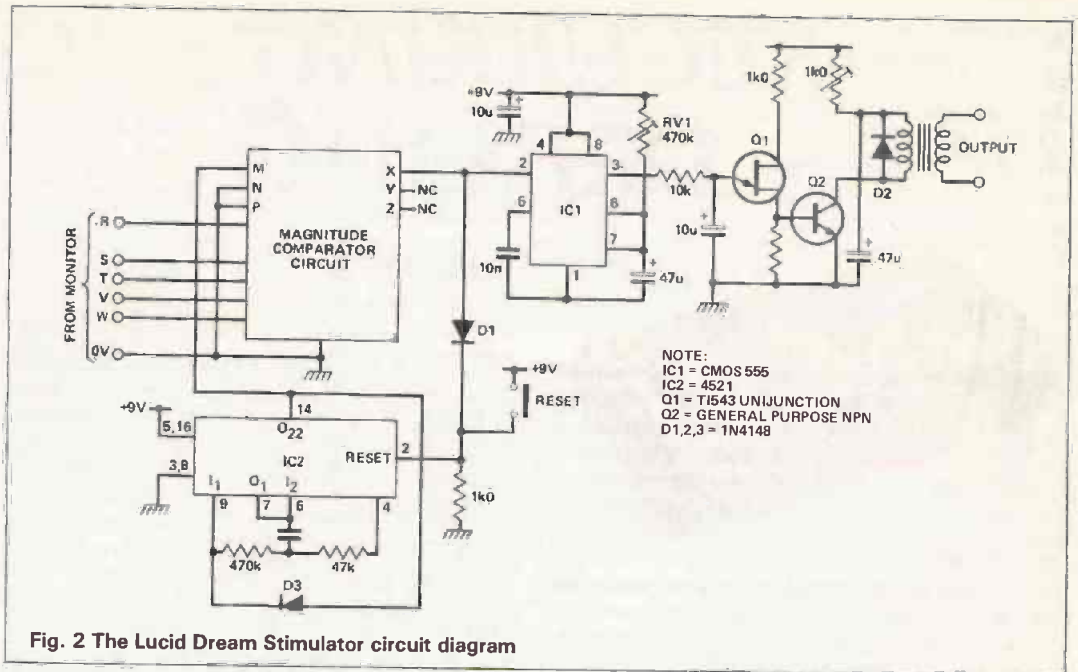 +9V
10u
4
8
RV1
470k
1k0
1k0
Q1
Q2
D2
OUTPUT
M
N
P
R
S
T
V
W
0V
FROM MONITOR
X
Y
NC
Z
NC
MAGNITUDE
COMPARATOR
CIRCUIT
2
3
5
6
7
1
IC1
10n
10k
10u
47u
47u
D1
+9V
RESET
NOTE:
IC1 = CMOS 555
IC2 = 4521
Q1 = TI543 UNIJUNCTION
Q2 = GENERAL PURPOSE NPN
D1,2,3 = 1N4148
+9V
5,16
14
O22
IC2
RESET
2
3,8
I1
O1
I2
9
7
6
4
1k0
470k
47k
D3
Fig. 2 The Lucid Dream Stimulator circuit diagram